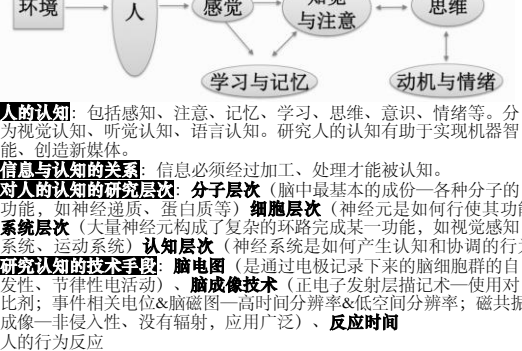 环境
人
感觉
与注意
思维
学习与记忆
动机与情绪
人的认知：包括感知、注意、记忆、学习、思维、意识、情绪等。分
为视觉认知、听觉认知、语言认知。研究人的认知有助于实现机器智
能、创造新媒体。
信息与认知的关系：信息必须经过加工、处理才能被认知。
对人的认知的研究层次：分子层次（脑中最基本的成份—各种分子的
功能，如神经递质、蛋白质等）细胞层次（神经元是如何行使其功能
系统层次（大量神经元构成了复杂的环路完成某一功能，如视觉感知
系统、运动系统）认知层次（神经系统是如何产生认知和协调的行为
研究认知的技术手段：脑电图（是通过电极记录下来的脑细胞群的自
发性、节律性电活动）、脑成像技术（正电子发射层描记术—使用对
比剂；事件相关电位&脑磁图—高时间分辨率&低空间分辨率；磁共振
成像—非侵入性、没有辐射，应用广泛）、反应时间
人的行为反应